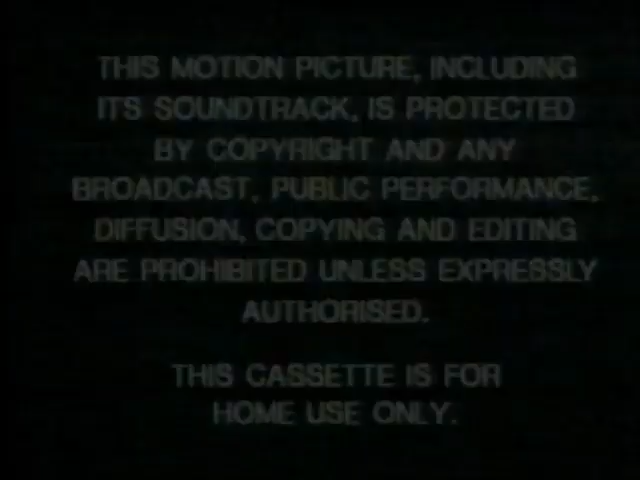 THIS MOTION PICTURE, INCLUDING
ITS SOUNDTRACK, IS PROTECTED
BY COPYRIGHT AND ANY
BROADCAST, PUBLIC PERFORMANCE,
DIFFUSION, COPYING AND EDITING
ARE PROHIBITED UNLESS EXPRESSLY
AUTHORISED.
THIS CASSETTE IS FOR
HOME USE ONLY.